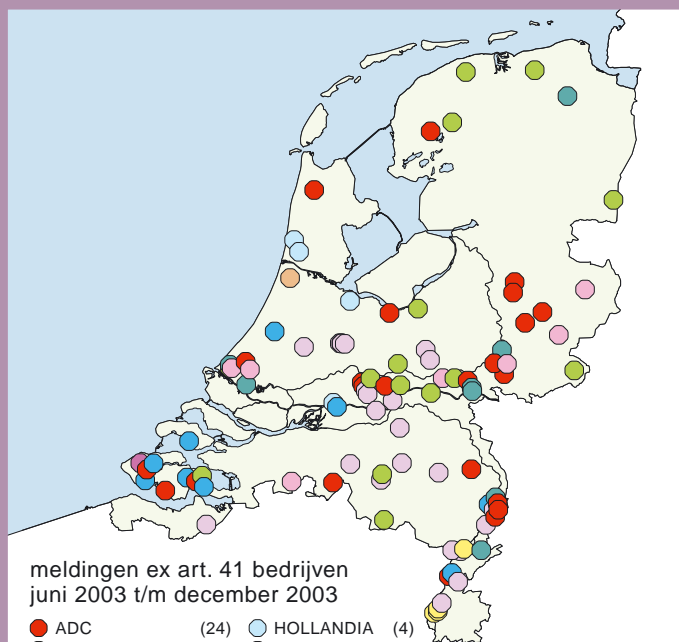 meldingen ex art. 41 bedrijven
juni 2003 t/m december 2003
ADC (24) HOLLANDIA (4)